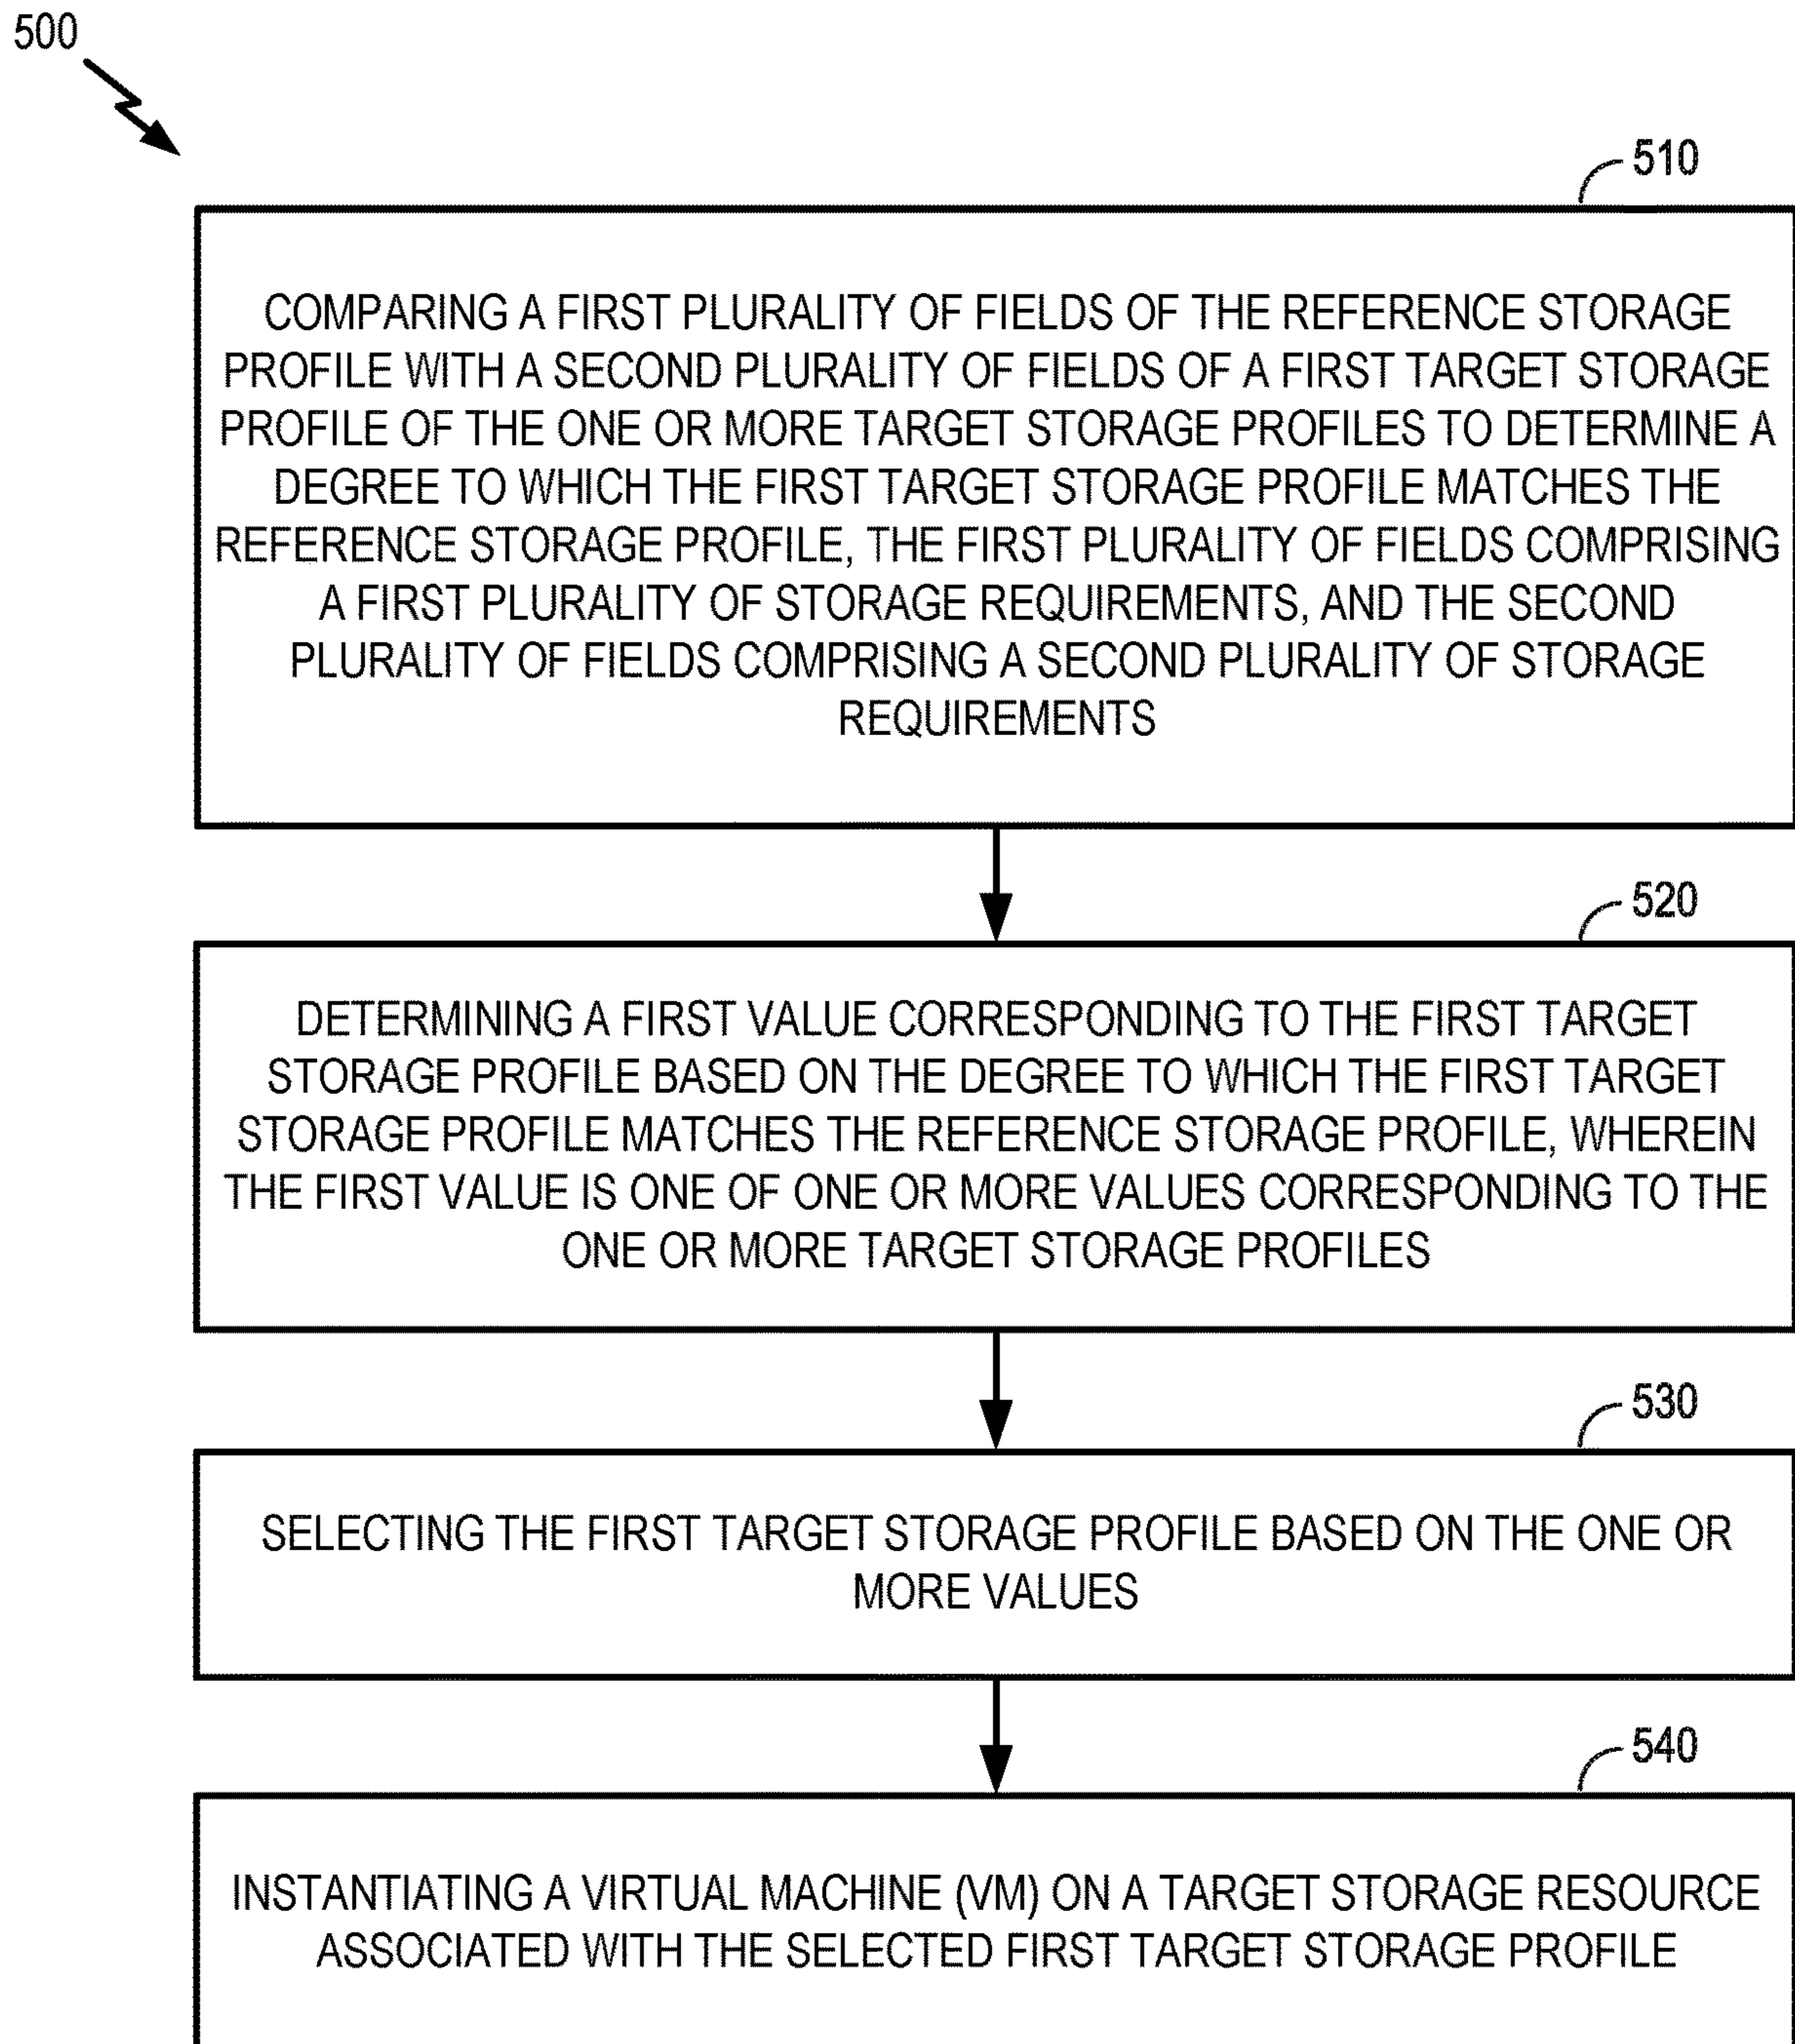 500
510
COMPARING A FIRST PLURALITY OF FIELDS OF THE REFERENCE STORAGE
PROFILE WITH A SECOND PLURALITY OF FIELDS OF A FIRST TARGET STORAGE
PROFILE OF THE ONE OR MORE TARGET STORAGE PROFILES TO DETERMINE A
DEGREE TO WHICH THE FIRST TARGET STORAGE PROFILE MATCHES THE
REFERENCE STORAGE PROFILE, THE FIRST PLURALITY OF FIELDS COMPRISING
A FIRST PLURALITY OF STORAGE REQUIREMENTS, AND THE SECOND
PLURALITY OF FIELDS COMPRISING A SECOND PLURALITY OF STORAGE
REQUIREMENTS
520
DETERMINING A FIRST VALUE CORRESPONDING TO THE FIRST TARGET
STORAGE PROFILE BASED ON THE DEGREE TO WHICH THE FIRST TARGET
STORAGE PROFILE MATCHES THE REFERENCE STORAGE PROFILE, WHEREIN
THE FIRST VALUE IS ONE OF ONE OR MORE VALUES CORRESPONDING TO THE
ONE OR MORE TARGET STORAGE PROFILES
530
SELECTING THE FIRST TARGET STORAGE PROFILE BASED ON THE ONE OR
MORE VALUES
540
INSTANTIATING A VIRTUAL MACHINE (VM) ON A TARGET STORAGE RESOURCE
ASSOCIATED WITH THE SELECTED FIRST TARGET STORAGE PROFILE